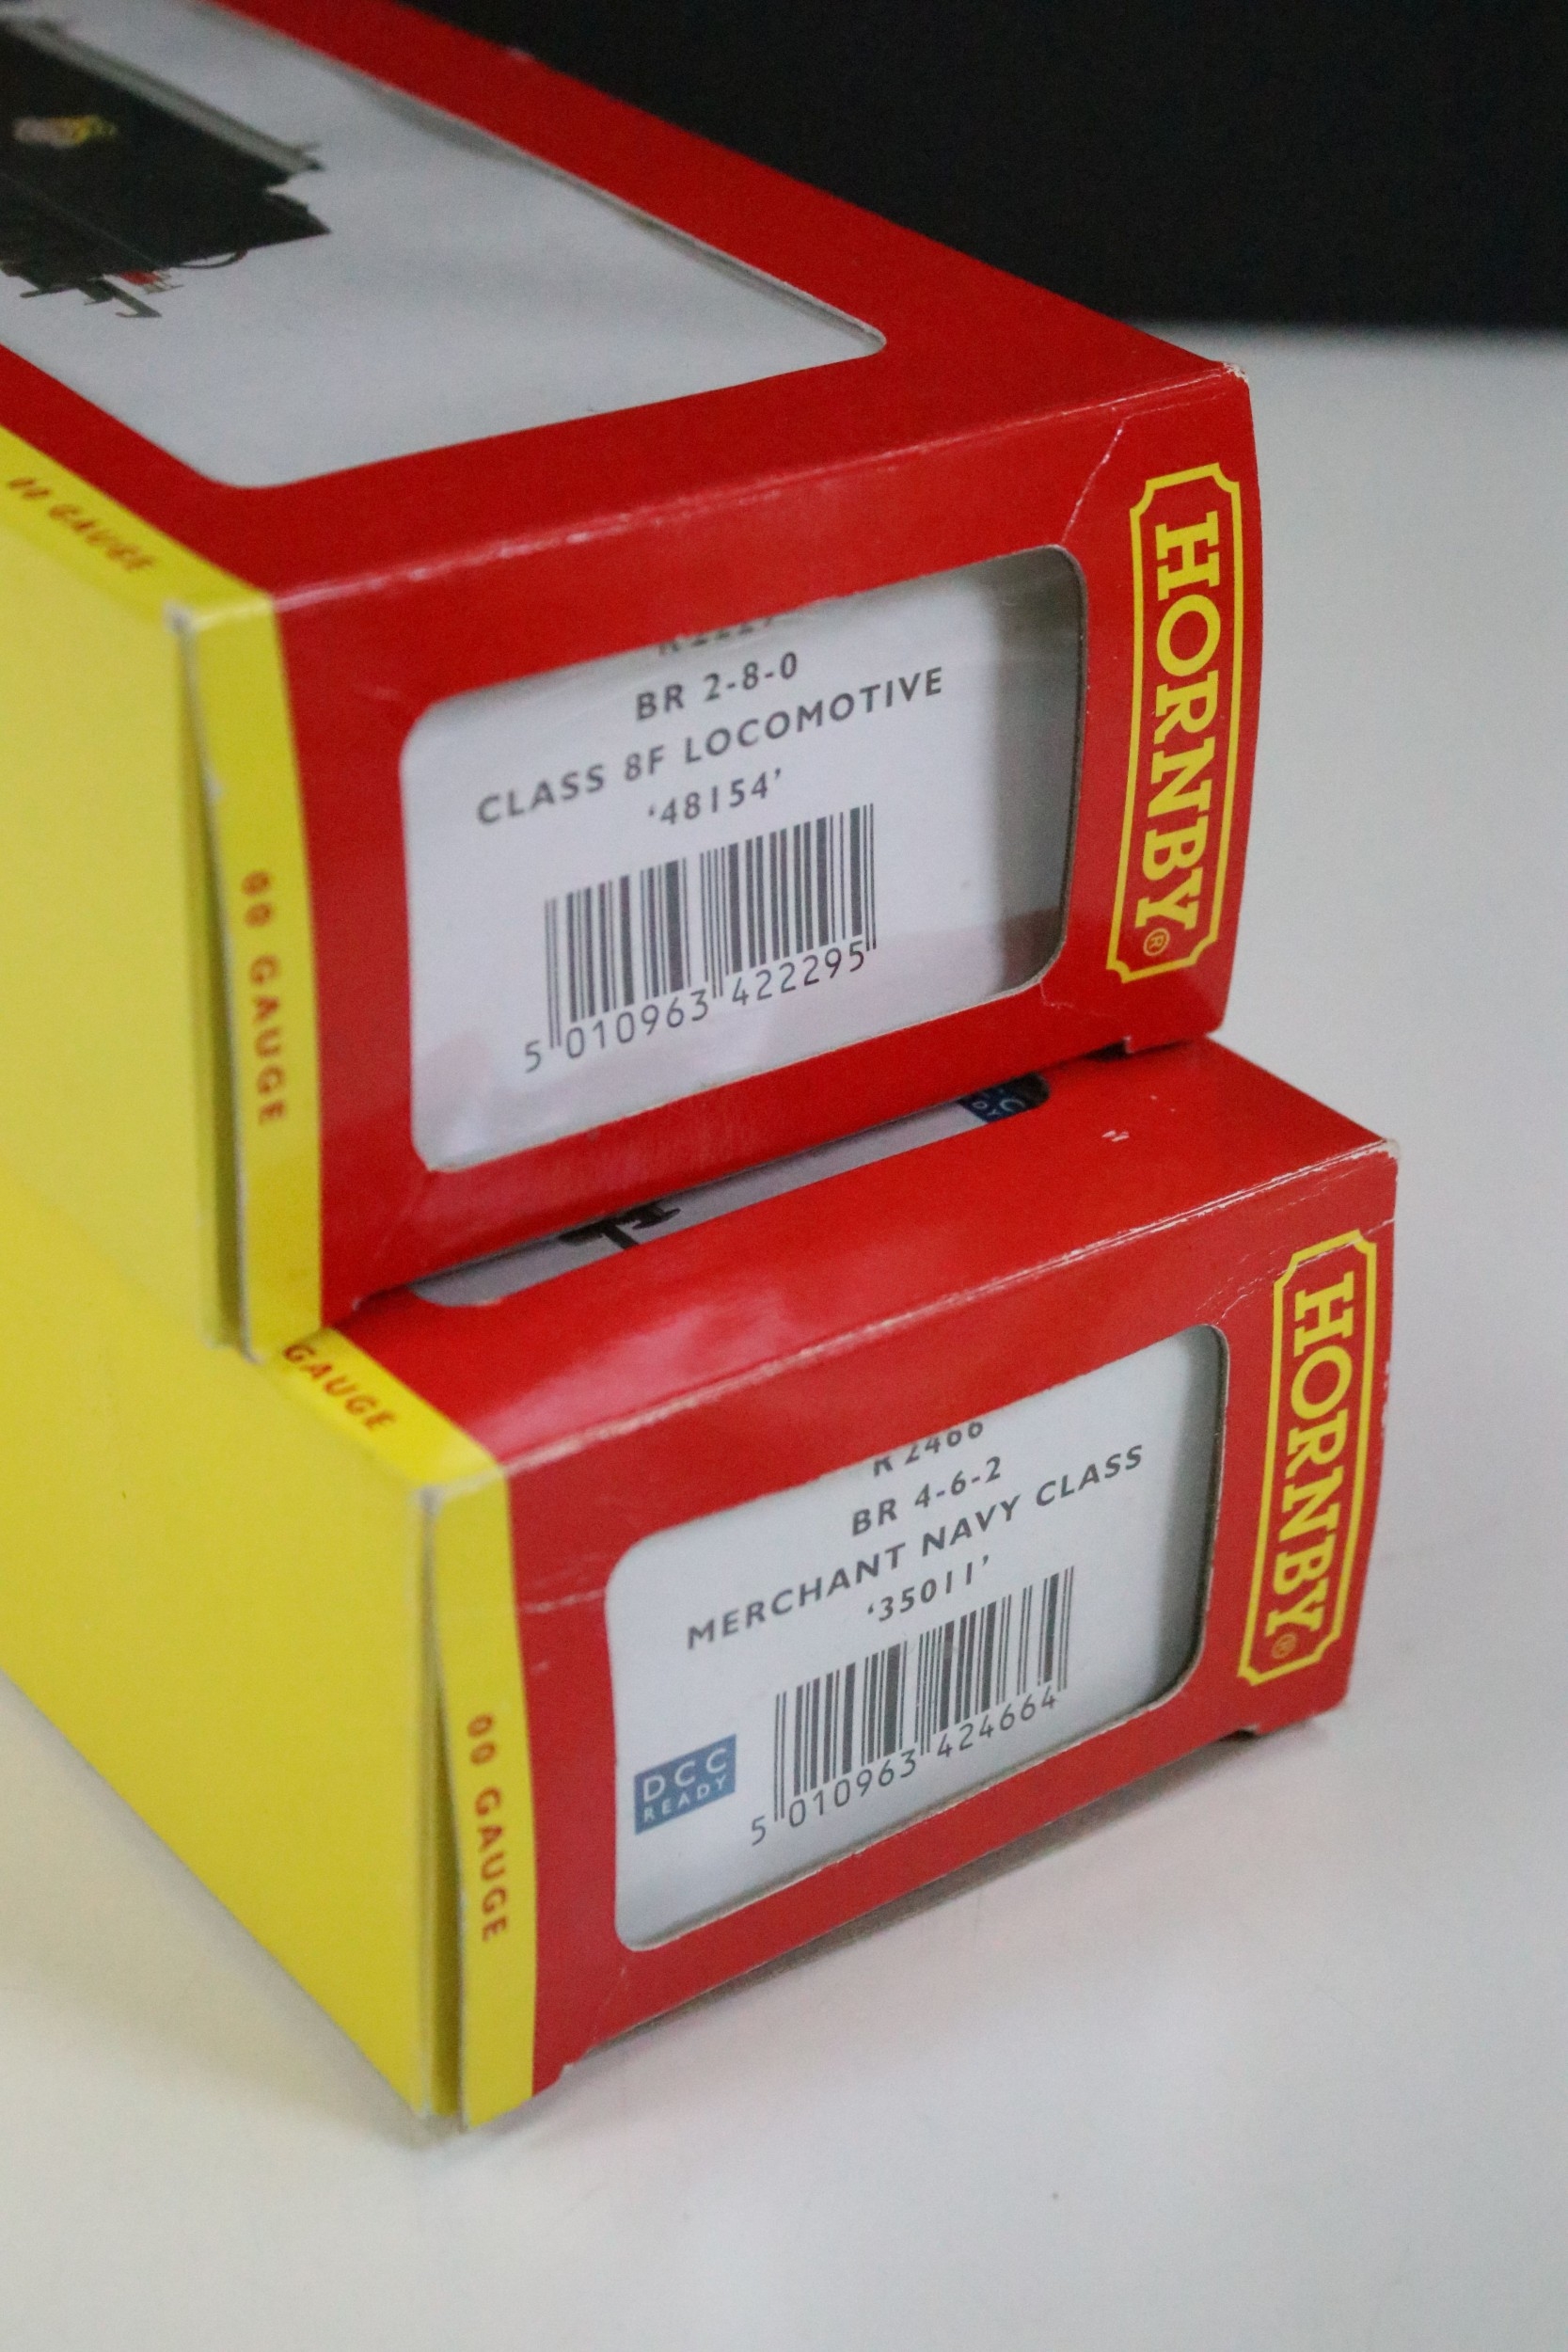 00 GAUGE
00 GAUGE
BR 2-8-0
CLASS 8F LOCOMOTIVE
‘48154’
5 010963 422295
HORNBY®
DCC
GAUGE
00 GAUGE
R 2466
BR 4-6-2
MERCHANT NAVY CLASS
‘35011’
DCC
READY
5 010963 424664
HORNBY®